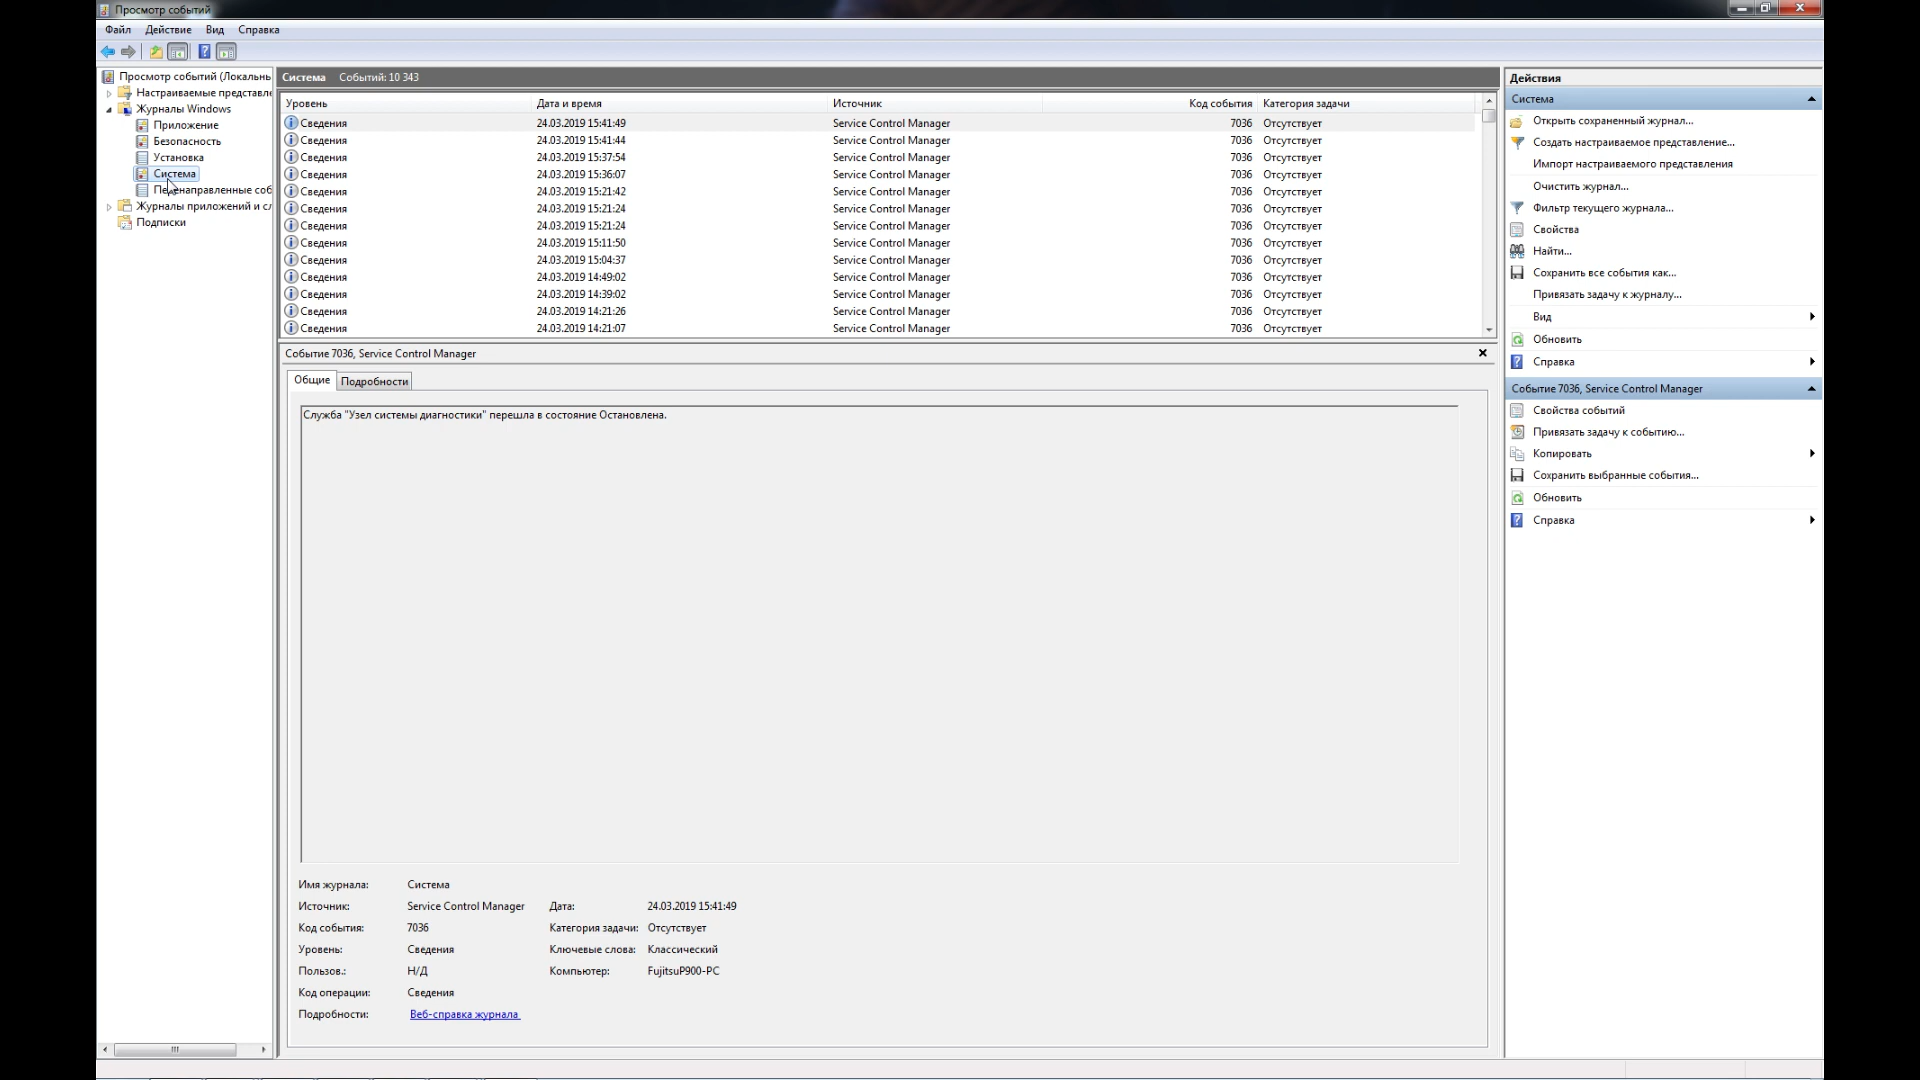 Просмотр событий
Файл Действие Вид Справка
Просмотр событий (Локальнь
Настраиваемые представле
Журналы Windows
Приложение
Безопасность
Установка
Система
Перенаправленные соб
Журналы приложений и сл
Подписки
Система Событий: 10 343
Уровень Дата и время Источник Код события Категория задачи
Сведения 24.03.2019 15:41:49 Service Control Manager 7036 Отсутствует
Сведения 24.03.2019 15:41:44 Service Control Manager 7036 Отсутствует
Сведения 24.03.2019 15:37:54 Service Control Manager 7036 Отсутствует
Сведения 24.03.2019 15:36:07 Service Control Manager 7036 Отсутствует
Сведения 24.03.2019 15:21:42 Service Control Manager 7036 Отсутствует
Сведения 24.03.2019 15:21:24 Service Control Manager 7036 Отсутствует
Сведения 24.03.2019 15:21:24 Service Control Manager 7036 Отсутствует
Сведения 24.03.2019 15:11:50 Service Control Manager 7036 Отсутствует
Сведения 24.03.2019 15:04:37 Service Control Manager 7036 Отсутствует
Сведения 24.03.2019 14:49:02 Service Control Manager 7036 Отсутствует
Сведения 24.03.2019 14:39:02 Service Control Manager 7036 Отсутствует
Сведения 24.03.2019 14:21:26 Service Control Manager 7036 Отсутствует
Сведения 24.03.2019 14:21:07 Service Control Manager 7036 Отсутствует
Событие 7036, Service Control Manager
Общие Подробности
Служба "Узел системы диагностики" перешла в состояние Остановлена.
Имя журнала: Система
Источник: Service Control Manager Дата: 24.03.2019 15:41:49
Код события: 7036 Категория задачи: Отсутствует
Уровень: Сведения Ключевые слова: Классический
Пользов.: Н/Д Компьютер: FujitsuP900-PC
Код операции: Сведения
Подробности: Веб-справка журнала
Действия
Система
Открыть сохраненный журнал...
Создать настраиваемое представление...
Импорт настраиваемого представления
Очистить журнал...
Фильтр текущего журнала...
Свойства
Найти...
Сохранить все события как...
Привязать задачу к журналу...
Вид
Обновить
Справка
Событие 7036, Service Control Manager
Свойства событий
Привязать задачу к событию...
Копировать
Сохранить выбранные события...
Обновить
Справка